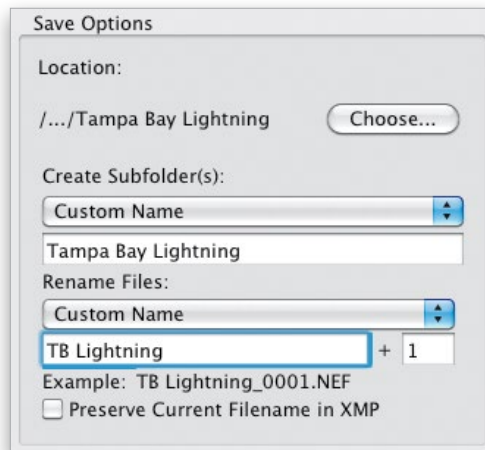 Save Options
Location:
/.../Tampa Bay Lightning Choose...
Create Subfolder(s):
Custom Name
Tampa Bay Lightning
Rename Files:
Custom Name
TB Lightning + 1
Example: TB Lightning_0001.NEF
Preserve Current Filename in XMP